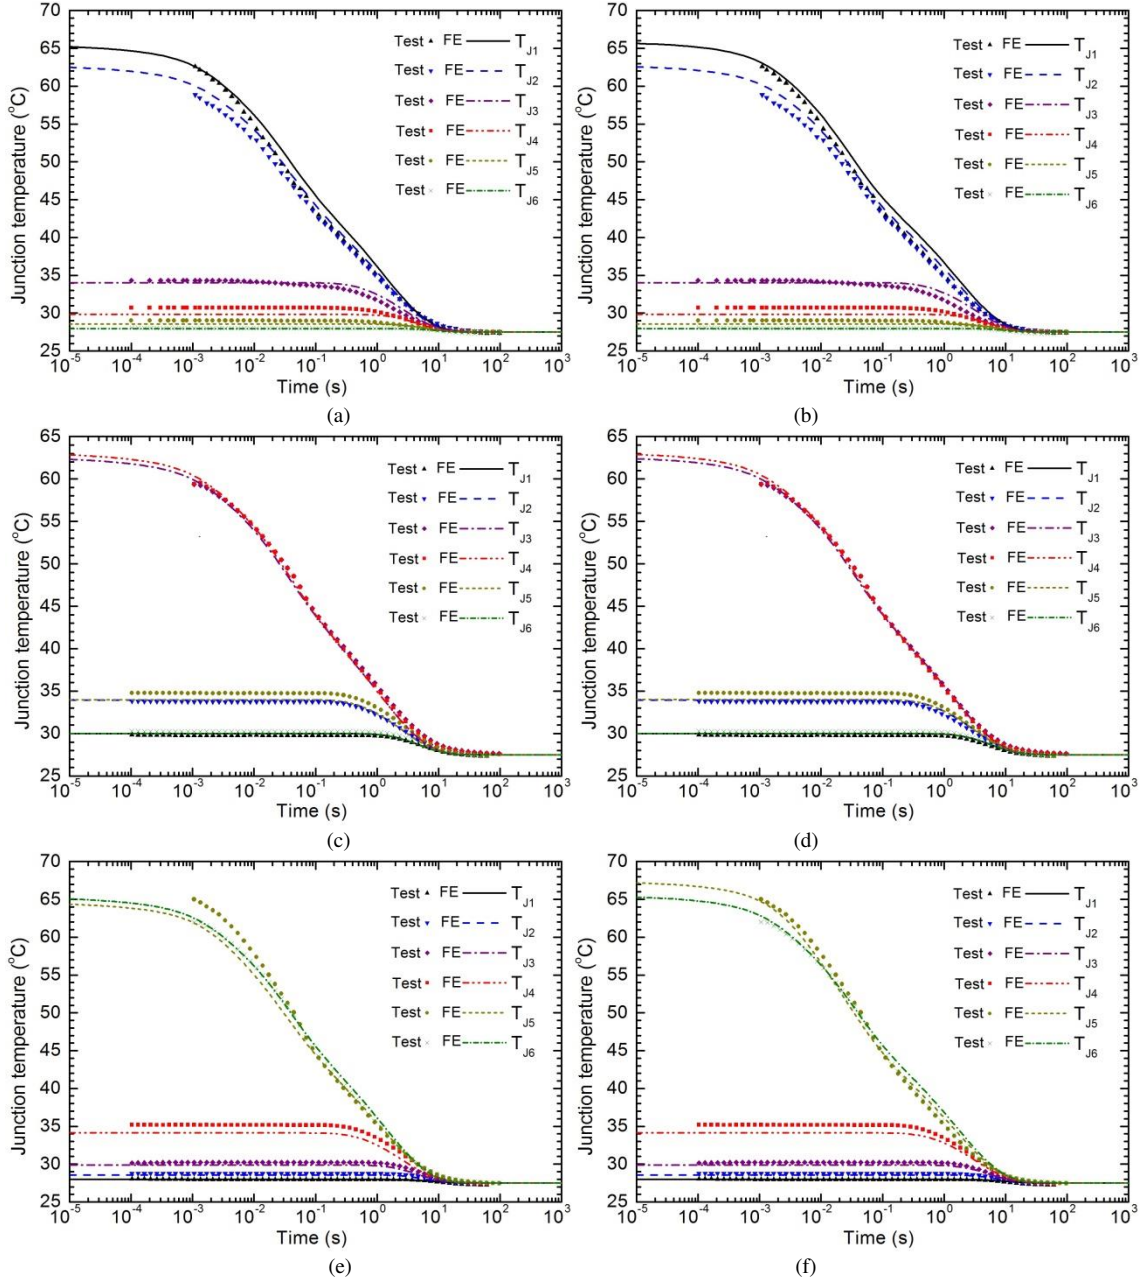 Junction temperature (°C)
70
65
60
55
50
45
40
35
30
25
Test FE T_J1
Test FE T_J2
Test FE T_J3
Test FE T_J4
Test FE T_J5
Test FE T_J6
10^-5 10^-4 10^-3 10^-2 10^-1 10^0 10^1 10^2 10^3
Time (s)
(a)
Junction temperature (°C)
70
65
60
55
50
45
40
35
30
25
Test FE T_J1
Test FE T_J2
Test FE T_J3
Test FE T_J4
Test FE T_J5
Test FE T_J6
10^-5 10^-4 10^-3 10^-2 10^-1 10^0 10^1 10^2 10^3
Time (s)
(b)
Junction temperature (°C)
65
60
55
50
45
40
35
30
25
Test FE T_J1
Test FE T_J2
Test FE T_J3
Test FE T_J4
Test FE T_J5
Test FE T_J6
10^-5 10^-4 10^-3 10^-2 10^-1 10^0 10^1 10^2 10^3
Time (s)
(c)
Junction temperature (°C)
65
60
55
50
45
40
35
30
25
Test FE T_J1
Test FE T_J2
Test FE T_J3
Test FE T_J4
Test FE T_J5
Test FE T_J6
10^-5 10^-4 10^-3 10^-2 10^-1 10^0 10^1 10^2 10^3
Time (s)
(d)
Junction temperature (°C)
70
65
60
55
50
45
40
35
30
25
Test FE T_J1
Test FE T_J2
Test FE T_J3
Test FE T_J4
Test FE T_J5
Test FE T_J6
10^-5 10^-4 10^-3 10^-2 10^-1 10^0 10^1 10^2 10^3
Time (s)
(e)
Junction temperature (°C)
70
65
60
55
50
45
40
35
30
25
Test FE T_J1
Test FE T_J2
Test FE T_J3
Test FE T_J4
Test FE T_J5
Test FE T_J6
10^-5 10^-4 10^-3 10^-2 10^-1 10^0 10^1 10^2 10^3
Time (s)
(f)